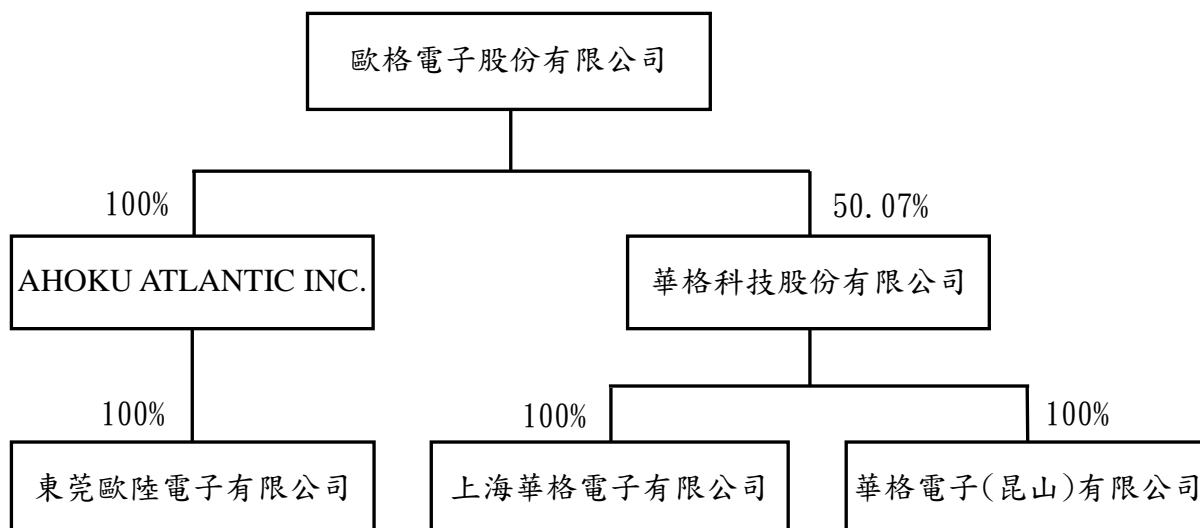 歐格電子股份有限公司
100%
50.07%
AHOKU ATLANTIC INC.
華格科技股份有限公司
100%
100%
100%
東莞歐陸電子有限公司
上海華格電子有限公司
華格電子(昆山)有限公司